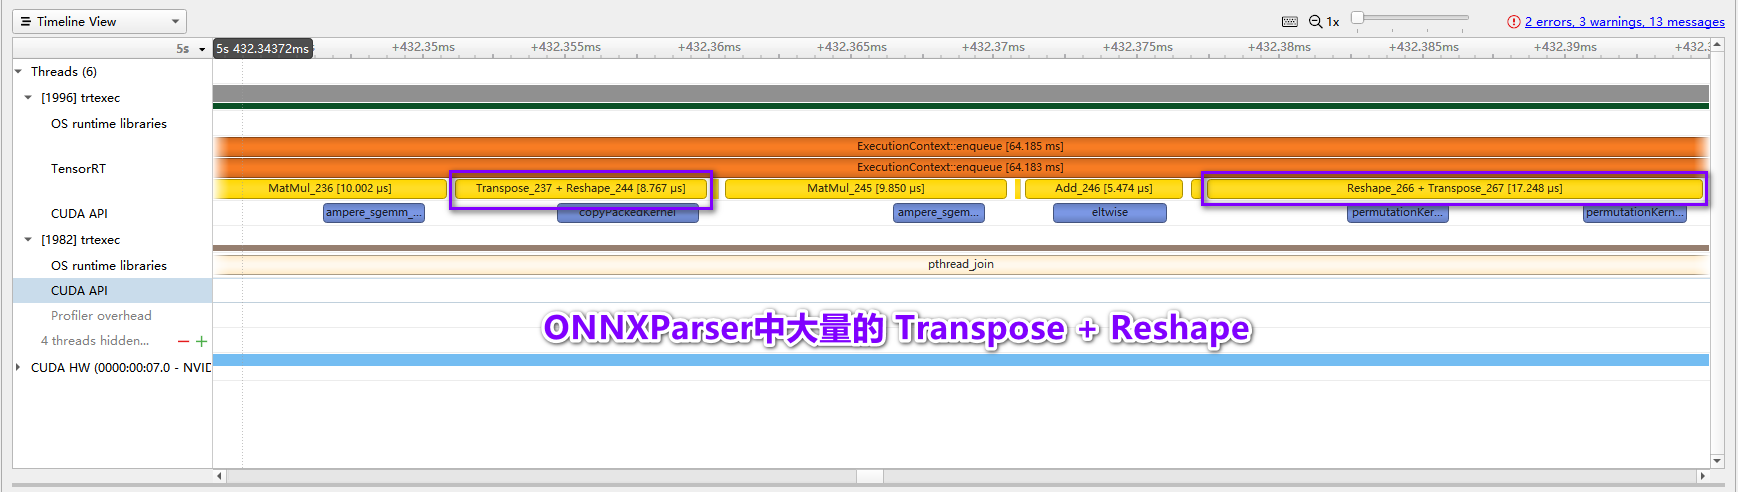 Timeline View
1x
2 errors, 3 warnings, 13 messages
5s
5s 432.34372ms
+432.35ms
+432.355ms
+432.36ms
+432.365ms
+432.37ms
+432.375ms
+432.38ms
+432.385ms
+432.39ms
Threads (6)
[1996] trtexec
OS runtime libraries
ExecutionContext::enqueue [64.185 ms]
TensorRT
ExecutionContext::enqueue [64.183 ms]
MatMul_236 [10.002 μs]
Transpose_237 + Reshape_244 [8.767 μs]
MatMul_245 [9.850 μs]
Add_246 [5.474 μs]
Reshape_266 + Transpose_267 [17.248 μs]
CUDA API
ampere_sgemm_...
copyPackedKernel
ampere_sgem...
eltwise
permutationKer...
permutationKern...
[1982] trtexec
OS runtime libraries
pthread_join
CUDA API
Profiler overhead
ONNXParser中大量的 Transpose + Reshape
4 threads hidden...
CUDA HW (0000:00:07.0 - NVID